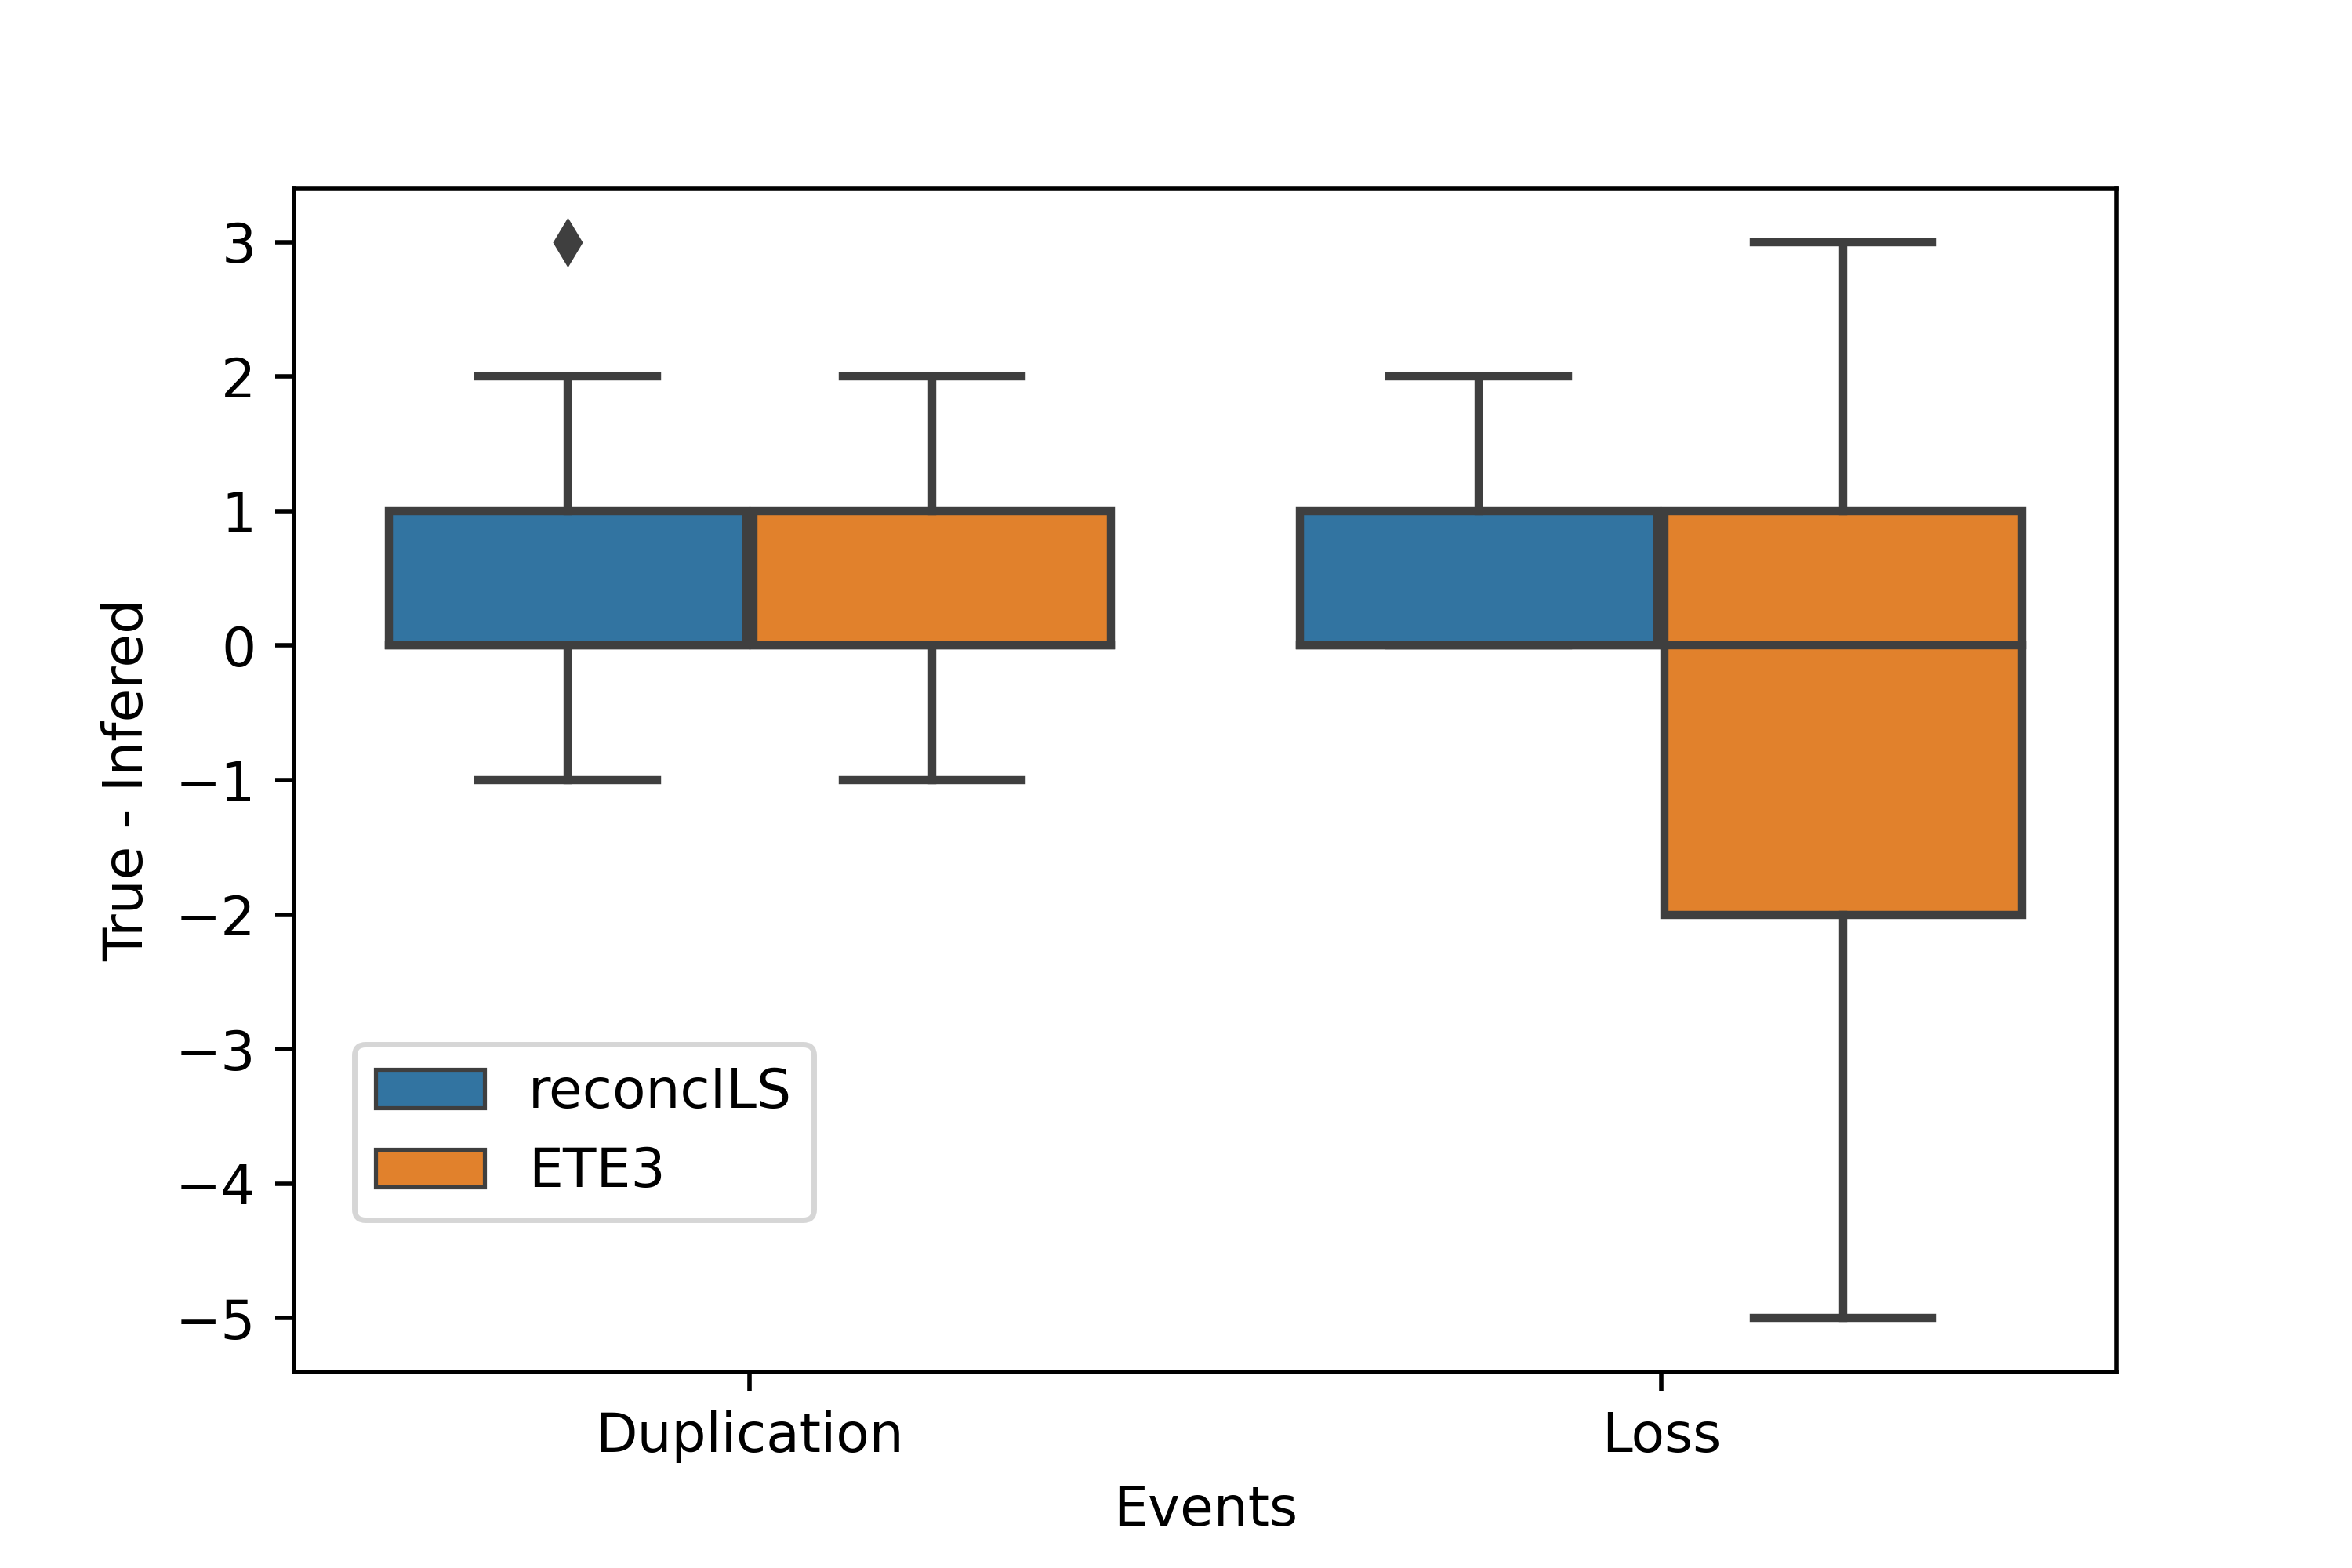 3
2
1
0
−1
−2
−3
−4
−5
True - Infered
reconcILS
ETE3
Duplication
Loss
Events